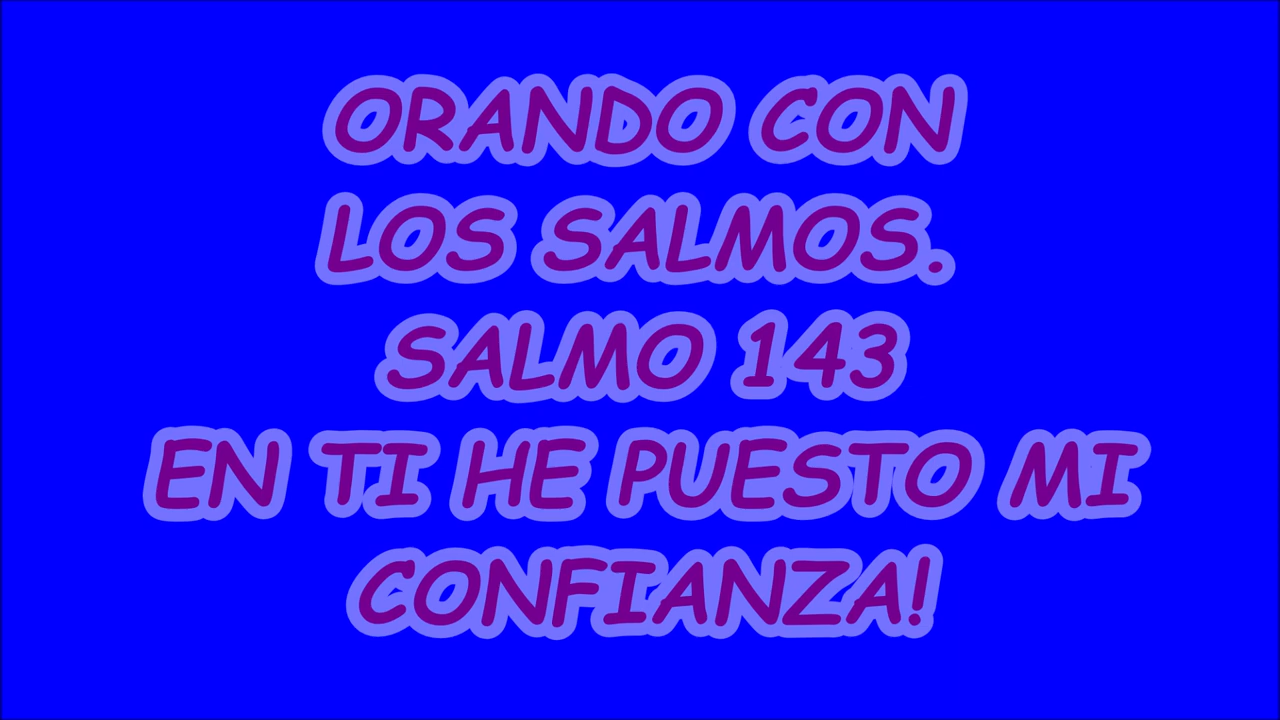 ORANDO CON
LOS SALMOS.
SALMO 143
EN TI HE PUESTO MI
CONFIANZA!